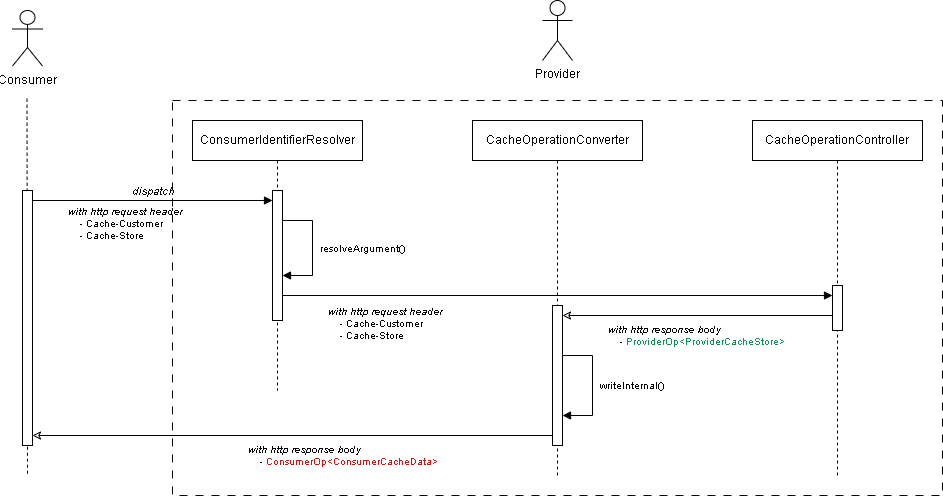 Consumer
Provider
ConsumerIdentifierResolver
CacheOperationConverter
CacheOperationController
dispatch
with http request header
- Cache-Customer
- Cache-Store
resolveArgument()
with http request header
- Cache-Customer
- Cache-Store
with http response body
- ProviderOp<ProviderCacheStore>
writeInternal()
with http response body
- ConsumerOp<ConsumerCacheData>